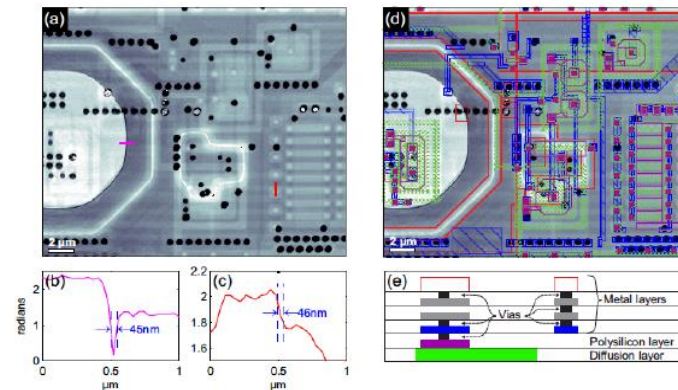 (a)
2 µm
(d)
2 µm
(b)
radians
2
1
0
45nm
0
0.5
1
µm
(c)
2.2
2
1.8
1.6
46nm
0
0.5
1
µm
(e)
Metal layers
Vias
Polysilicon layer
Diffusion layer